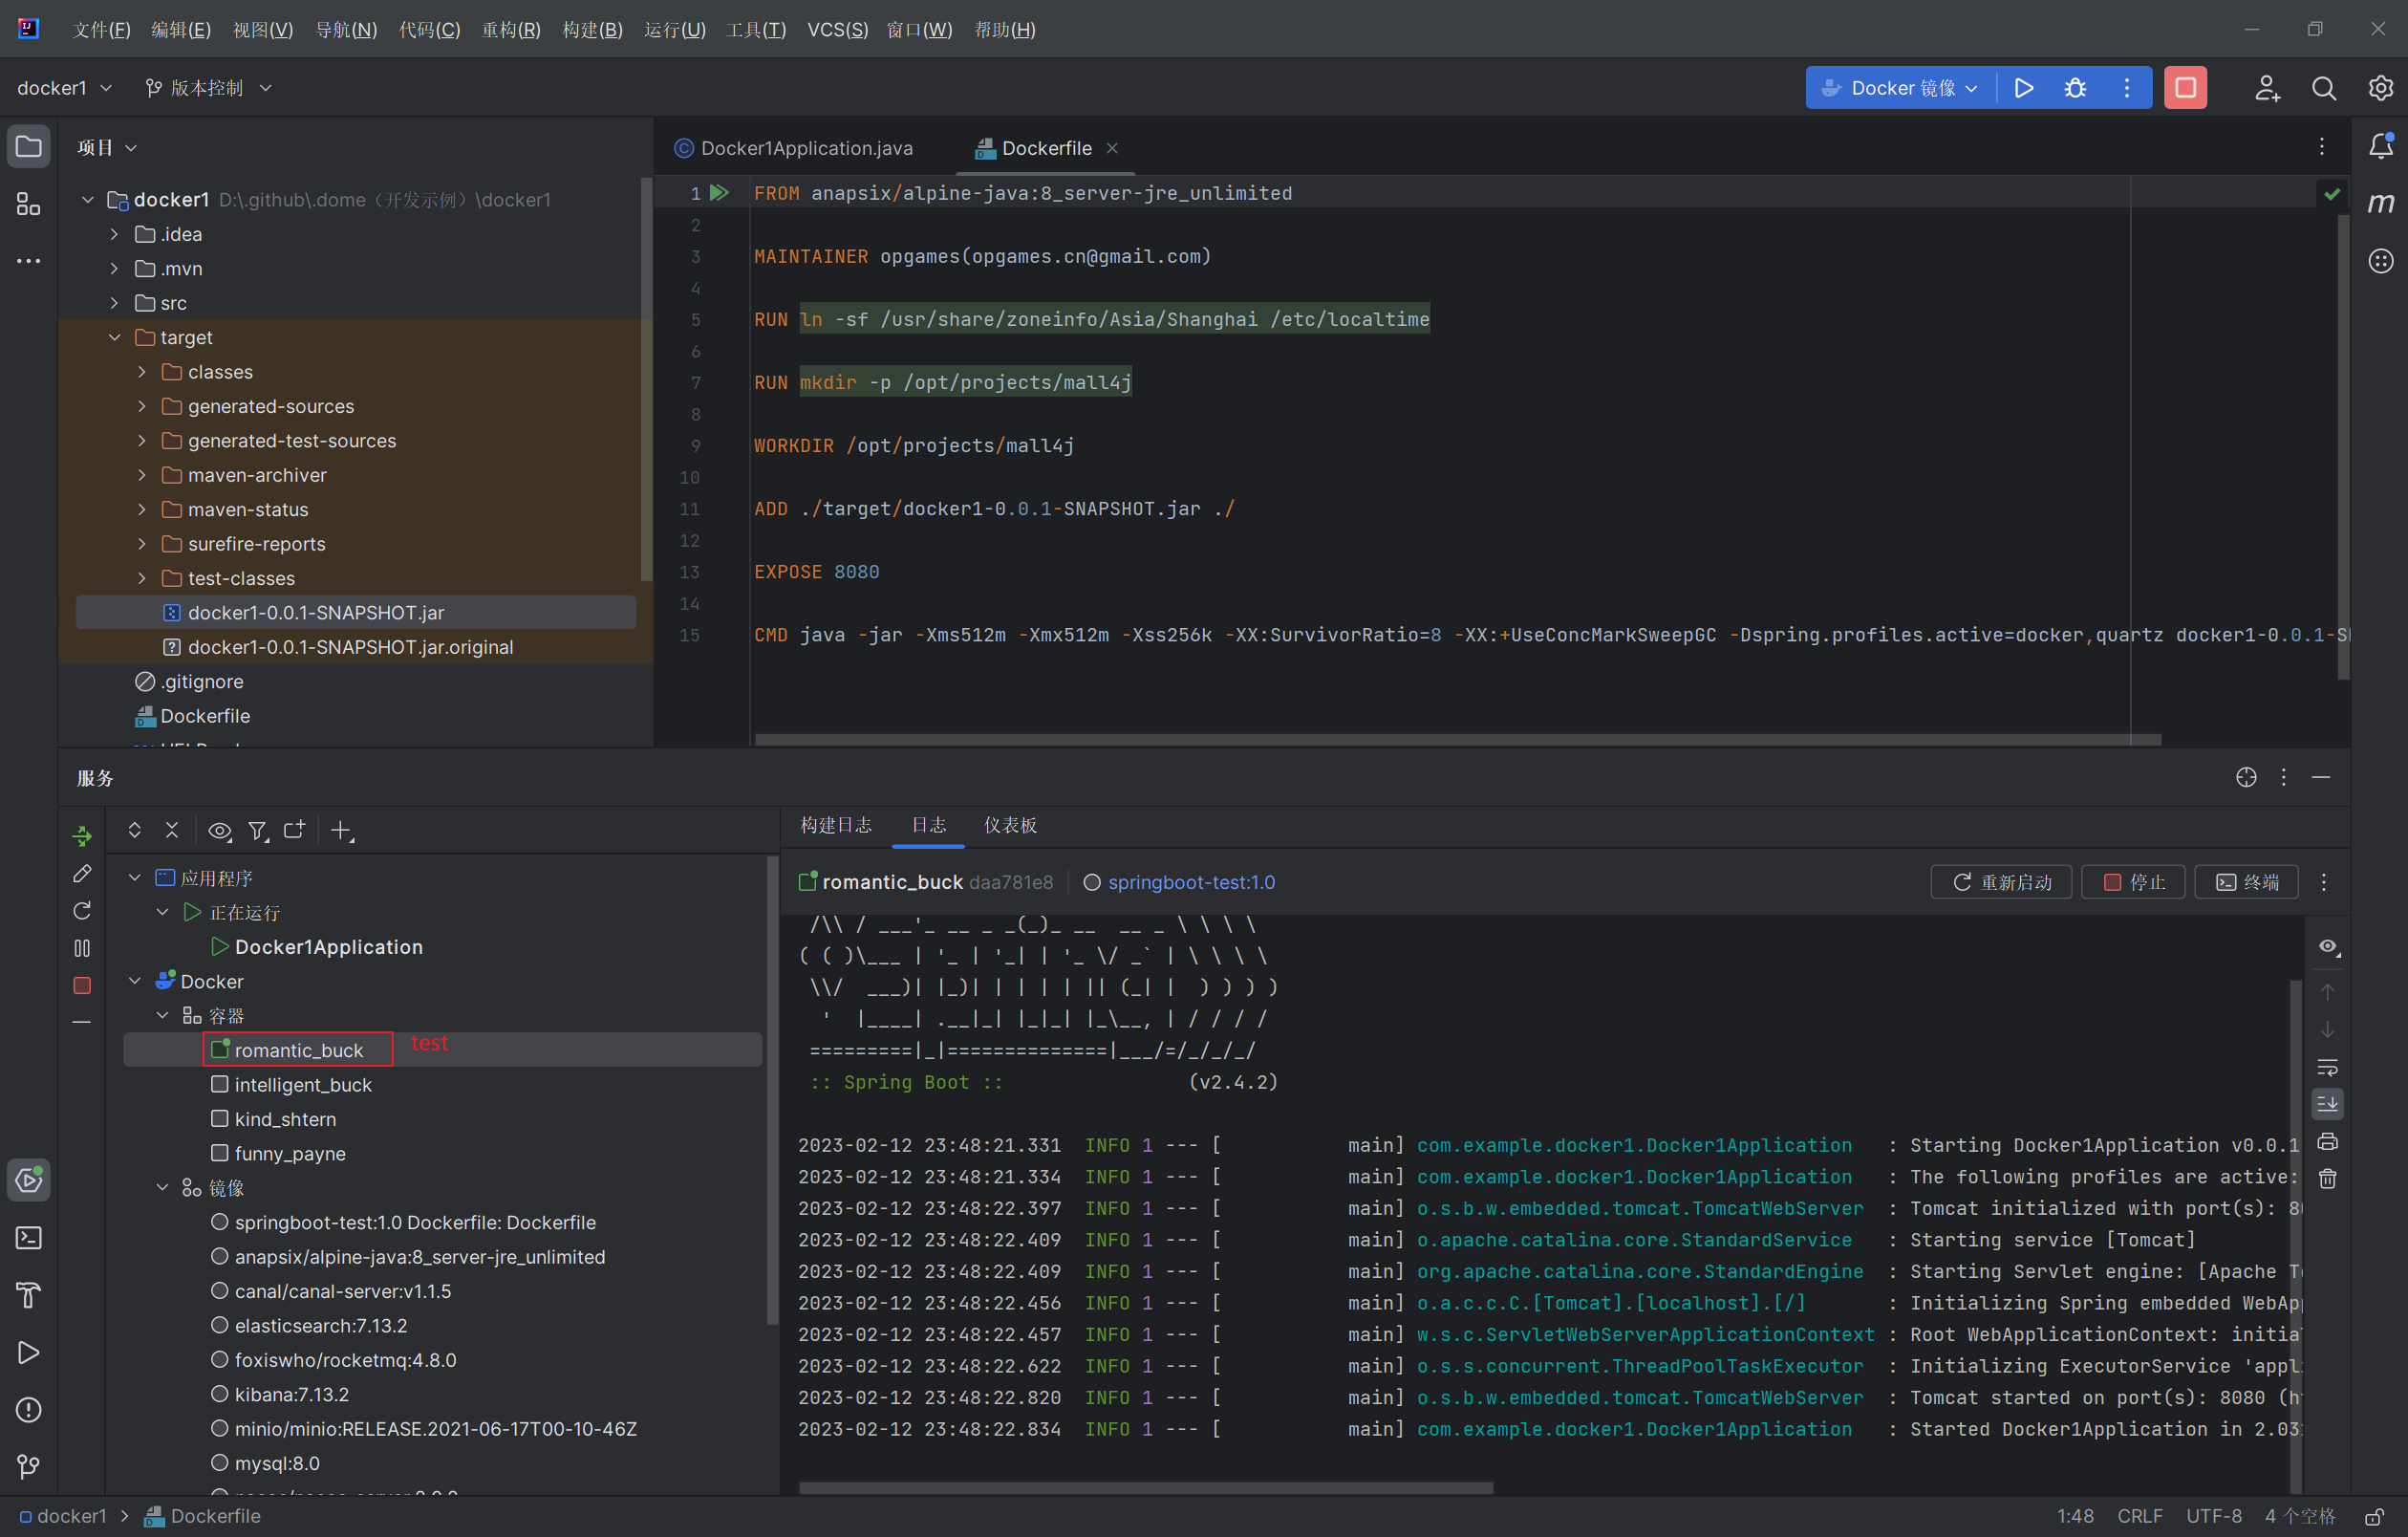 文件(F) 编辑(E) 视图(V) 导航(N) 代码(C) 重构(R) 构建(B) 运行(U) 工具(T) VCS(S) 窗口(W) 帮助(H)
docker1 版本控制 Docker 镜像
项目
docker1 D:\.github\.dome（开发示例）\docker1
.idea
.mvn
src
target
classes
generated-sources
generated-test-sources
maven-archiver
maven-status
surefire-reports
test-classes
docker1-0.0.1-SNAPSHOT.jar
docker1-0.0.1-SNAPSHOT.jar.original
.gitignore
Dockerfile
Docker1Application.java Dockerfile
1 FROM anapsix/alpine-java:8_server-jre_unlimited
2
3 MAINTAINER opgames(opgames.cn@gmail.com)
4
5 RUN ln -sf /usr/share/zoneinfo/Asia/Shanghai /etc/localtime
6
7 RUN mkdir -p /opt/projects/mall4j
8
9 WORKDIR /opt/projects/mall4j
10
11 ADD ./target/docker1-0.0.1-SNAPSHOT.jar ./
12
13 EXPOSE 8080
14
15 CMD java -jar -Xms512m -Xmx512m -Xss256k -XX:SurvivorRatio=8 -XX:+UseConcMarkSweepGC -Dspring.profiles.active=docker,quartz docker1-0.0.1-S
服务
应用程序
正在运行
Docker1Application
Docker
容器
romantic_buck test
intelligent_buck
kind_shtern
funny_payne
镜像
springboot-test:1.0 Dockerfile: Dockerfile
anapsix/alpine-java:8_server-jre_unlimited
canal/canal-server:v1.1.5
elasticsearch:7.13.2
foxiswho/rocketmq:4.8.0
kibana:7.13.2
minio/minio:RELEASE.2021-06-17T00-10-46Z
mysql:8.0
构建日志 日志 仪表板
romantic_buck daa781e8 springboot-test:1.0 重新启动 停止 终端
 /\\ / ___'_ __ _ _(_)_ __  __ _ \ \ \ \
( ( )\___ | '_ | '_| | '_ \/ _` | \ \ \ \
 \\/  ___)| |_)| | | | | || (_| |  ) ) ) )
  '  |____| .__|_| |_|_| |_\__, | / / / /
 =========|_|==============|___/=/_/_/_/
 :: Spring Boot ::                (v2.4.2)
2023-02-12 23:48:21.331  INFO 1 --- [           main] com.example.docker1.Docker1Application   : Starting Docker1Application v0.0.1
2023-02-12 23:48:21.334  INFO 1 --- [           main] com.example.docker1.Docker1Application   : The following profiles are active:
2023-02-12 23:48:22.397  INFO 1 --- [           main] o.s.b.w.embedded.tomcat.TomcatWebServer  : Tomcat initialized with port(s): 8
2023-02-12 23:48:22.409  INFO 1 --- [           main] o.apache.catalina.core.StandardService   : Starting service [Tomcat]
2023-02-12 23:48:22.409  INFO 1 --- [           main] org.apache.catalina.core.StandardEngine  : Starting Servlet engine: [Apache T
2023-02-12 23:48:22.456  INFO 1 --- [           main] o.a.c.c.C.[Tomcat].[localhost].[/]       : Initializing Spring embedded WebAp
2023-02-12 23:48:22.457  INFO 1 --- [           main] w.s.c.ServletWebServerApplicationContext : Root WebApplicationContext: initia
2023-02-12 23:48:22.622  INFO 1 --- [           main] o.s.s.concurrent.ThreadPoolTaskExecutor  : Initializing ExecutorService 'appl
2023-02-12 23:48:22.820  INFO 1 --- [           main] o.s.b.w.embedded.tomcat.TomcatWebServer  : Tomcat started on port(s): 8080 (h
2023-02-12 23:48:22.834  INFO 1 --- [           main] com.example.docker1.Docker1Application   : Started Docker1Application in 2.03
docker1 Dockerfile 1:48 CRLF UTF-8 4 个空格